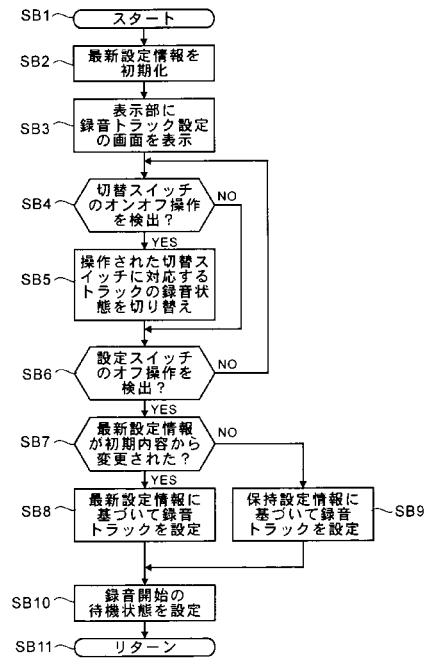 SB1
スタート
SB2
最新設定情報を
初期化
SB3
表示部に
録音トラック設定
の画面を表示
SB4
切替スイッチ
のオンオフ操作
を検出?
NO
YES
SB5
操作された切替ス
イッチに対応する
トラックの録音状
態を切り替え
SB6
設定スイッチ
のオフ操作を
検出?
NO
YES
SB7
最新設定情報
が初期内容から
変更された?
NO
YES
SB8
最新設定情報に
基づいて録音
トラックを設定
保持設定情報に
基づいて録音
トラックを設定
SB9
SB10
録音開始の
待機状態を設定
SB11
リターン